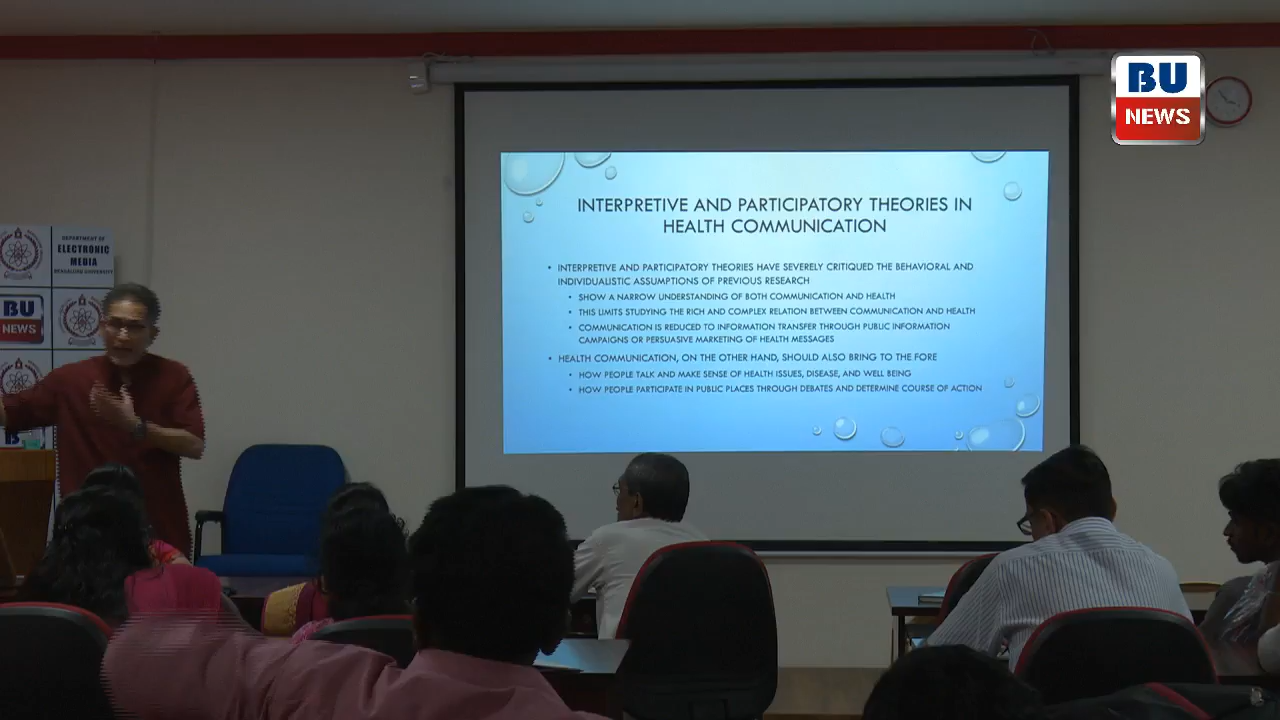 BU
NEWS
DEPARTMENT OF
ELECTRONIC
MEDIA
BENGALURU UNIVERSITY
BU
NEWS
INTERPRETIVE AND PARTICIPATORY THEORIES IN
HEALTH COMMUNICATION
• INTERPRETIVE AND PARTICIPATORY THEORIES HAVE SEVERELY CRITIQUED THE BEHAVIORAL AND
INDIVIDUALISTIC ASSUMPTIONS OF PREVIOUS RESEARCH
• SHOW A NARROW UNDERSTANDING OF BOTH COMMUNICATION AND HEALTH
• THIS LIMITS STUDYING THE RICH AND COMPLEX RELATION BETWEEN COMMUNICATION AND HEALTH
• COMMUNICATION IS REDUCED TO INFORMATION TRANSFER THROUGH PUBLIC INFORMATION
CAMPAIGNS OR PERSUASIVE MARKETING OF HEALTH MESSAGES
• HEALTH COMMUNICATION, ON THE OTHER HAND, SHOULD ALSO BRING TO THE FORE
• HOW PEOPLE TALK AND MAKE SENSE OF HEALTH ISSUES, DISEASE, AND WELL BEING
• HOW PEOPLE PARTICIPATE IN PUBLIC PLACES THROUGH DEBATES AND DETERMINE COURSE OF ACTION